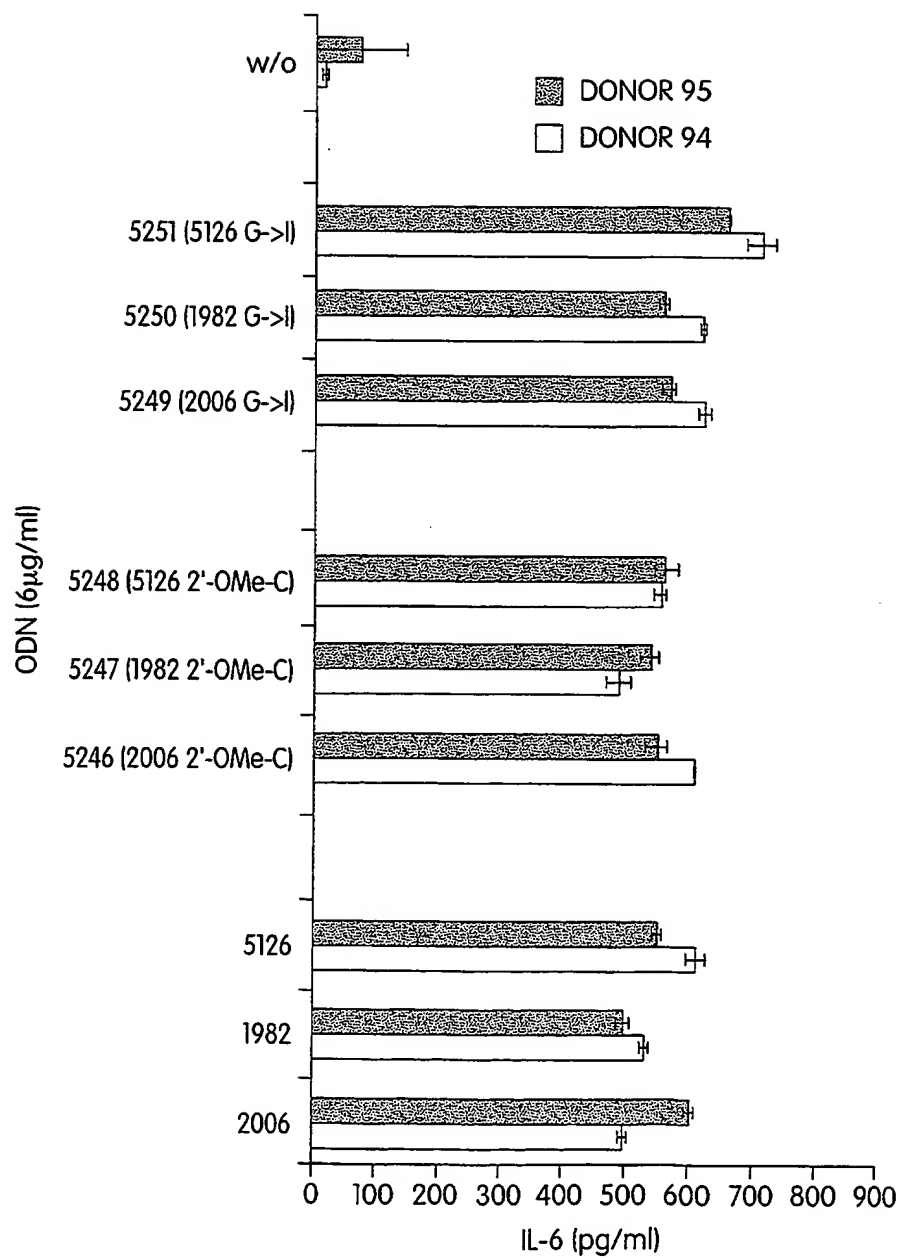 w/o
DONOR 95
DONOR 94
5251 (5126 G->I)
5250 (1982 G->I)
5249 (2006 G->I)
ODN (6µg/ml)
5248 (5126 2'-OMe-C)
5247 (1982 2'-OMe-C)
5246 (2006 2'-OMe-C)
5126
1982
2006
0 100 200 300 400 500 600 700 800 900
IL-6 (pg/ml)